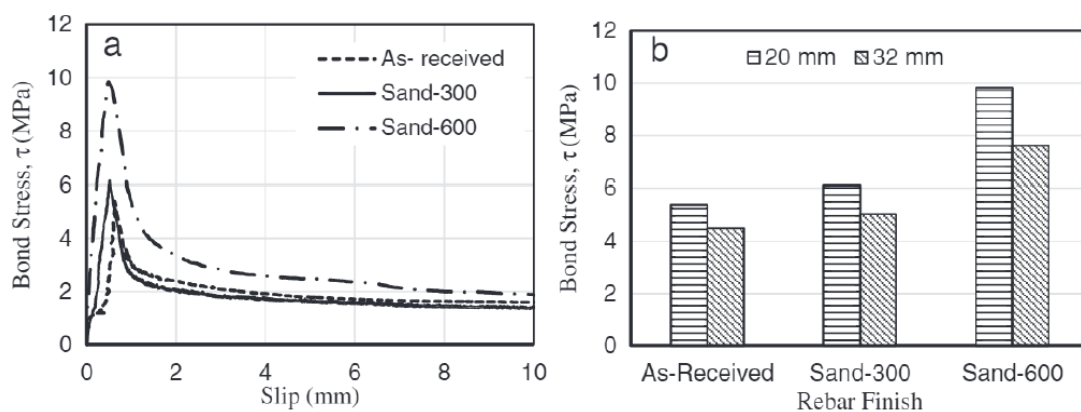 a
As- received
Sand-300
Sand-600
12
10
8
6
4
2
0
Bond Stress, τ (MPa)
0 2 4 6 8 10
Slip (mm)
b
20 mm 32 mm
12
10
8
6
4
2
0
Bond Stress, τ (MPa)
As-Received Sand-300 Sand-600
Rebar Finish